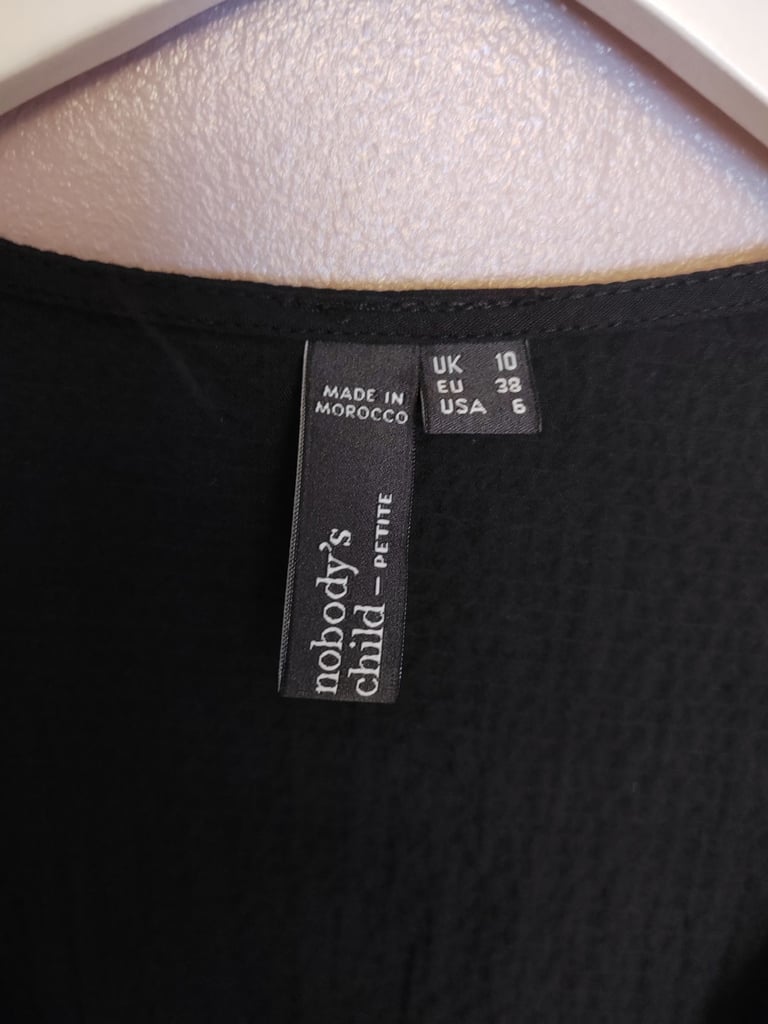 MADE IN
MOROCCO
UK 10
EU 38
USA 6
nobody's
child – PETITE